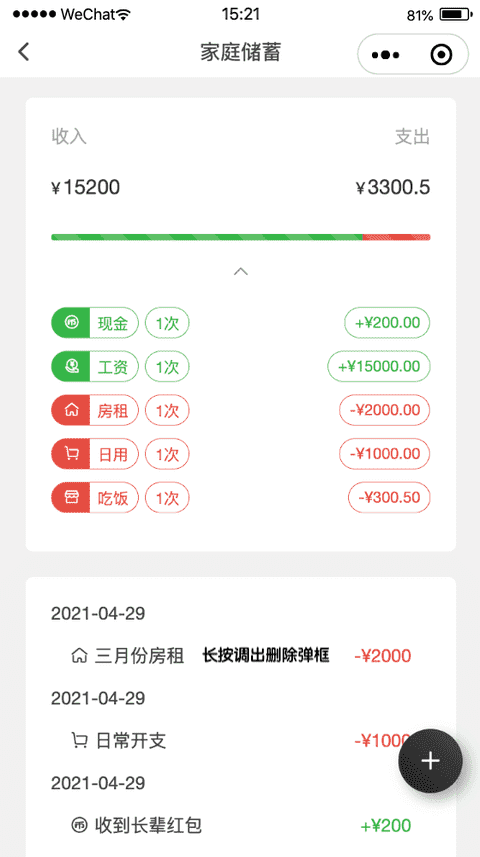 WeChat 15:21 81%
家庭储蓄
收入 支出
¥15200 ¥3300.5
现金 1次 +¥200.00
工资 1次 +¥15000.00
房租 1次 -¥2000.00
日用 1次 -¥1000.00
吃饭 1次 -¥300.50
2021-04-29
三月份房租 长按调出删除弹框 -¥2000
2021-04-29
日常开支 -¥1000
2021-04-29
收到长辈红包 +¥200